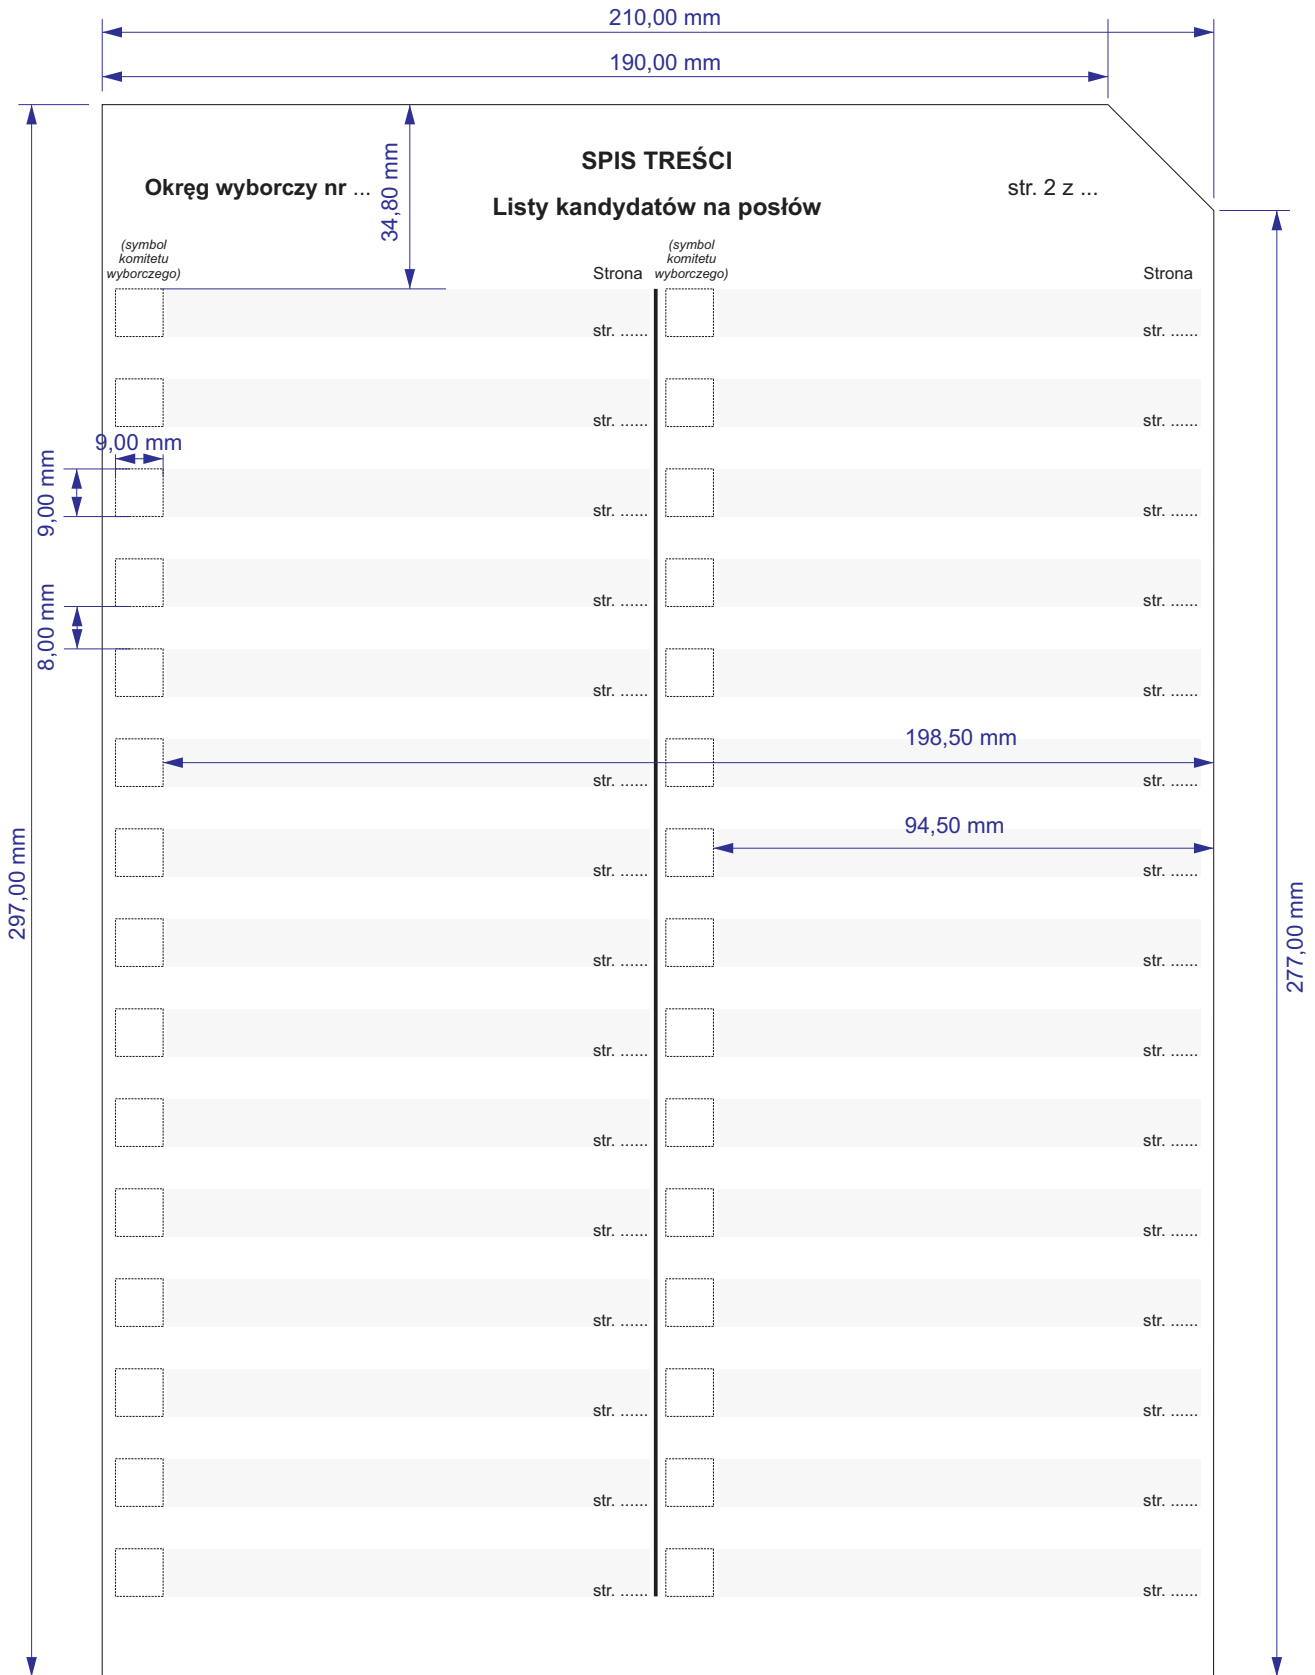 210,00 mm
190,00 mm
SPIS TREŚCI
Okręg wyborczy nr ...
str. 2 z ...
Listy kandydatów na posłów
34,80 mm
(symbol
komitetu
wyborczego)
Strona
(symbol
komitetu
wyborczego)
Strona
str. ...... str. ......
str. ...... str. ......
9,00 mm
9,00 mm
str. ...... str. ......
str. ...... str. ......
8,00 mm
str. ...... str. ......
198,50 mm
str. ...... str. ......
94,50 mm
str. ...... str. ......
297,00 mm
277,00 mm
str. ...... str. ......
str. ...... str. ......
str. ...... str. ......
str. ...... str. ......
str. ...... str. ......
str. ...... str. ......
str. ...... str. ......
str. ...... str. ......